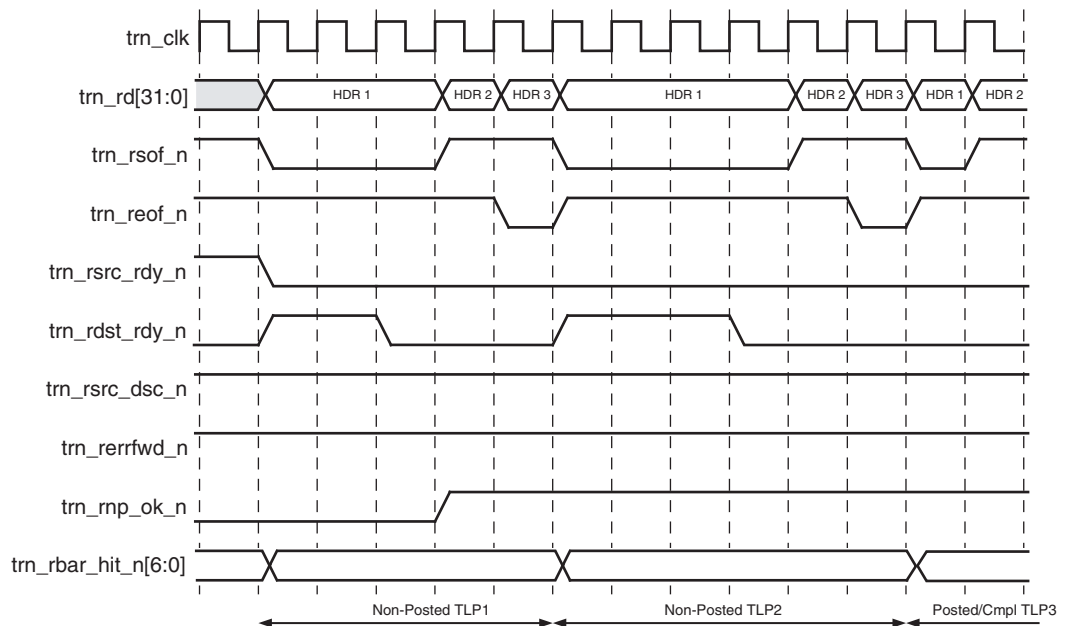 trn_clk
trn_rd[31:0] HDR 1 HDR 2 HDR 3 HDR 1 HDR 2 HDR 3 HDR 1 HDR 2
trn_rsof_n
trn_reof_n
trn_rsrc_rdy_n
trn_rdst_rdy_n
trn_rsrc_dsc_n
trn_rerrfwd_n
trn_rnp_ok_n
trn_rbar_hit_n[6:0]
Non-Posted TLP1 Non-Posted TLP2 Posted/Cmpl TLP3